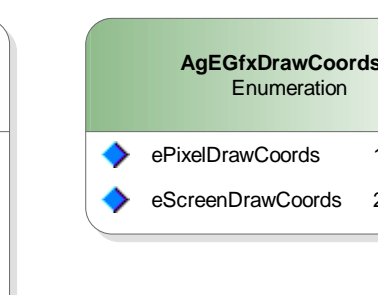 AgEGfxDrawCoords
Enumeration
ePixelDrawCoords 1
eScreenDrawCoords 2